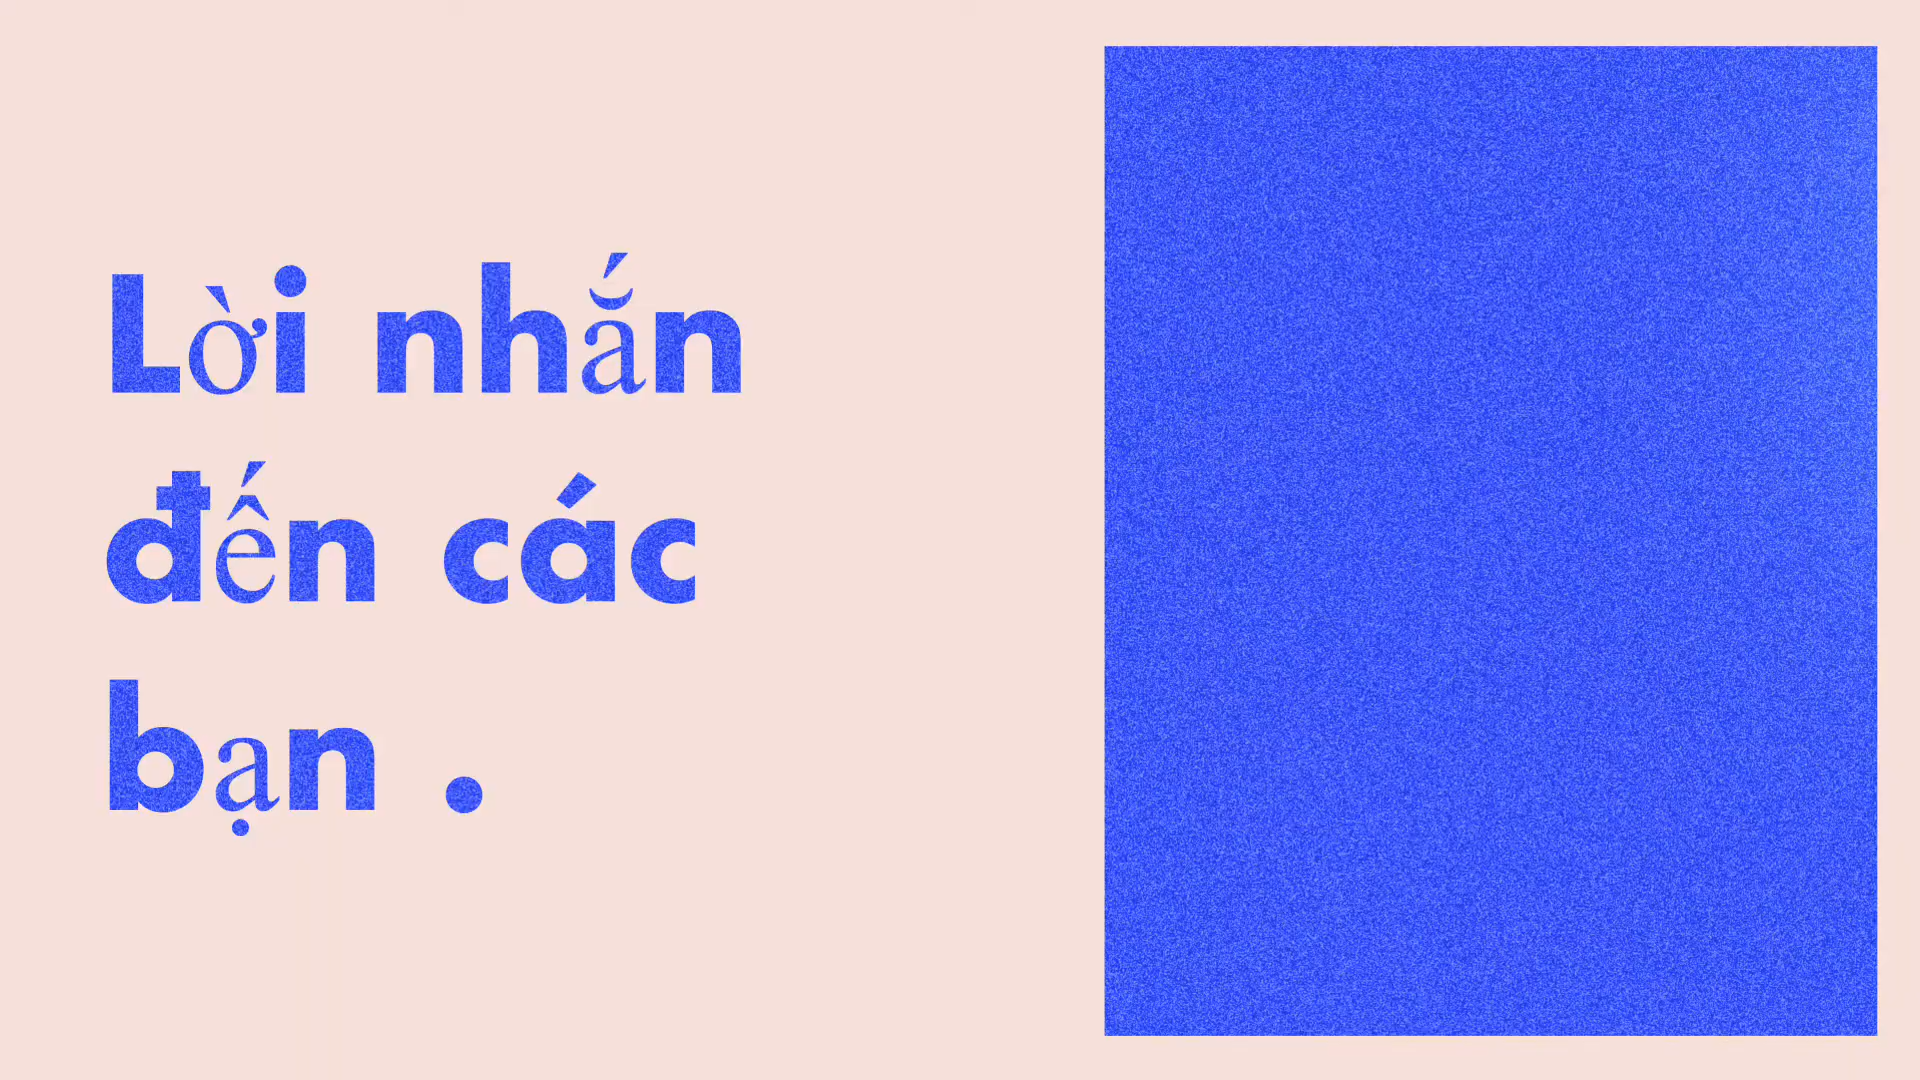 Lời nhắn
đến các
bạn .